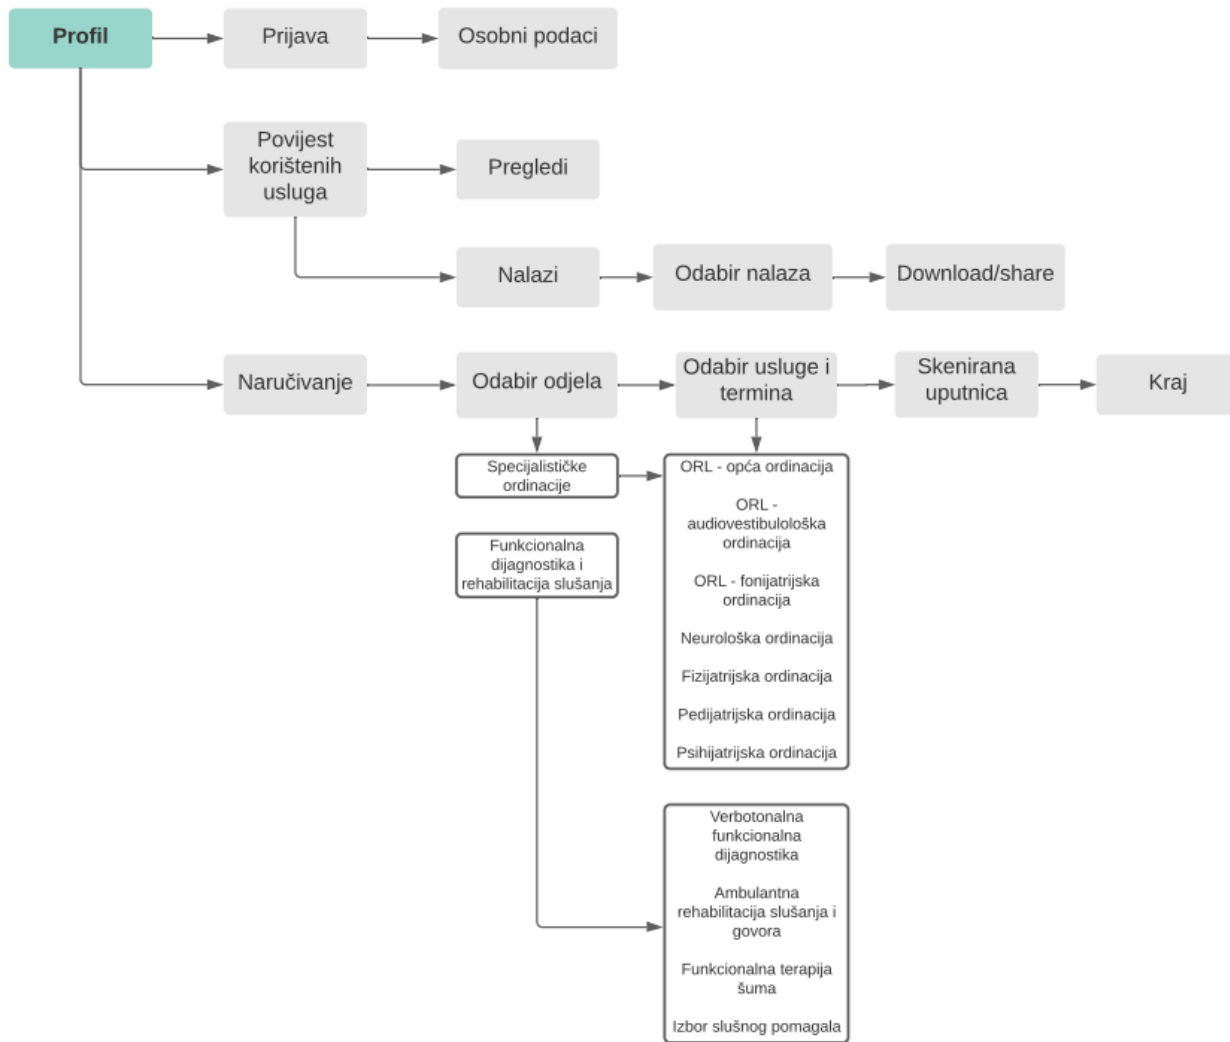 Profil
Prijava
Osobni podaci
Povijest
korištenih
usluga
Pregledi
Nalazi
Odabir nalaza
Download/share
Naručivanje
Odabir odjela
Odabir usluge i
termina
Skenirana
uputnica
Kraj
Specijalističke
ordinacije
Funkcionalna
dijagnostika i
rehabilitacija slušanja
ORL - opća ordinacija
ORL -
audiovestibulološka
ordinacija
ORL - fonijatrijska
ordinacija
Neurološka ordinacija
Fizijatrijska ordinacija
Pedijatrijska ordinacija
Psihijatrijska ordinacija
Verbotonalna
funkcionalna
dijagnostika
Ambulantna
rehabilitacija slušanja i
govora
Funkcionalna terapija
šuma
Izbor slušnog pomagala